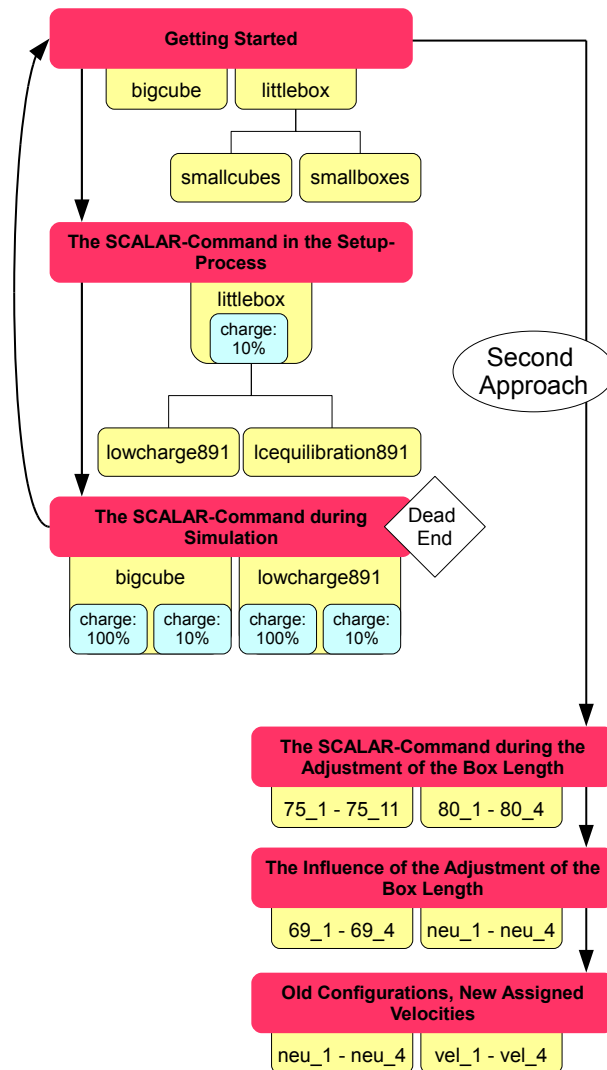 Getting Started
bigcube
littlebox
smallcubes
smallboxes
The SCALAR-Command in the Setup-
Process
littlebox
charge:
10%
Second
Approach
lowcharge891
lcequilibration891
The SCALAR-Command during
Simulation
Dead
End
bigcube
lowcharge891
charge:
100%
charge:
10%
charge:
100%
charge:
10%
The SCALAR-Command during the
Adjustment of the Box Length
75_1 - 75_11
80_1 - 80_4
The Influence of the Adjustment of the
Box Length
69_1 - 69_4
neu_1 - neu_4
Old Configurations, New Assigned
Velocities
neu_1 - neu_4
vel_1 - vel_4